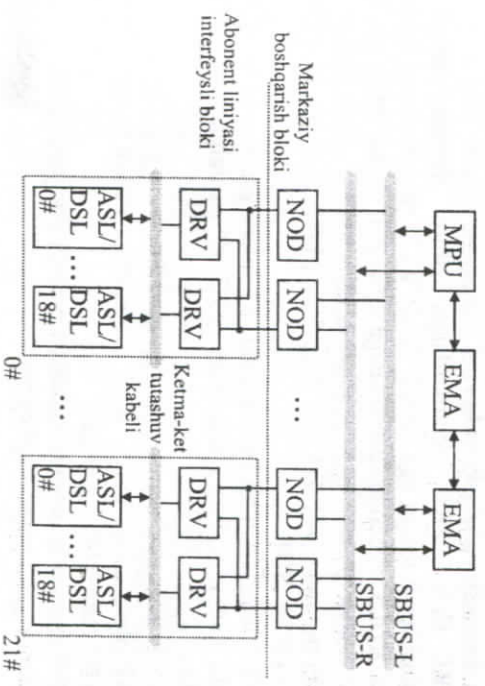 MPU
EMA
EMA
SBUS-L
SBUS-R
Markaziy
boshqarish bloki
NOD
NOD
...
NOD
NOD
Abonent liniyasi
interfeysli bloki
DRV
DRV
DRV
DRV
Ketma-ket
tutashuv
kabeli
ASL/
DSL
0#
...
ASL/
DSL
18#
...
ASL/
DSL
0#
...
ASL/
DSL
18#
0#
21#